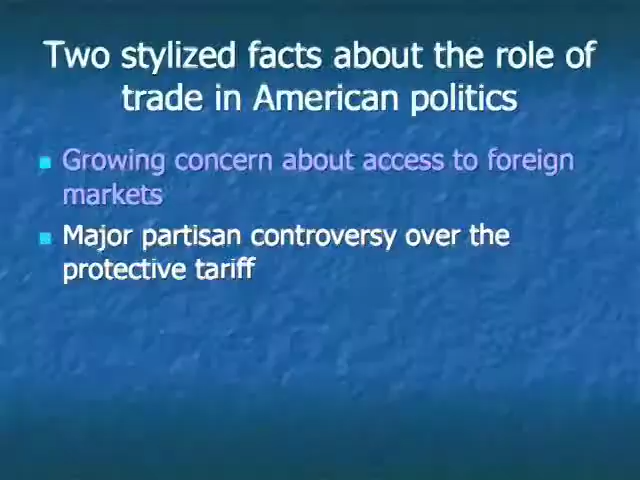 Two stylized facts about the role of
trade in American politics
Growing concern about access to foreign
markets
Major partisan controversy over the
protective tariff